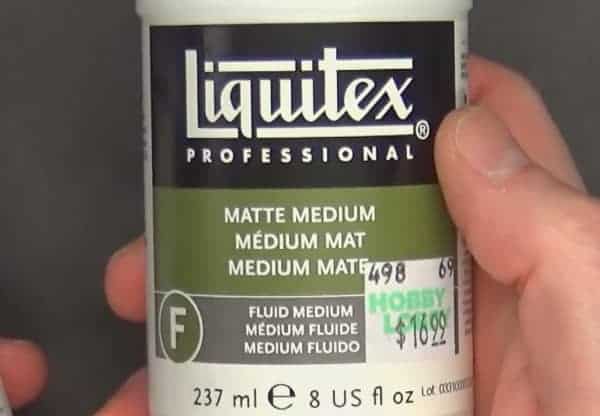 Liquitex®
PROFESSIONAL
MATTE MEDIUM
MÉDIUM MAT
MEDIUM MATE
498 69
HOBBY
$16.99
F
FLUID MEDIUM
MÉDIUM FLUIDE
MEDIUM FLUIDO
237 ml ℮ 8 US fl oz Lot